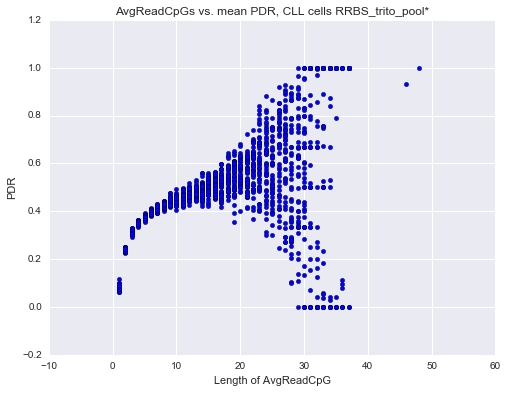 AvgReadCpGs vs. mean PDR, CLL cells RRBS_trito_pool*
1.2
1.0
0.8
0.6
0.4
0.2
0.0
−0.2
PDR
−10 0 10 20 30 40 50 60
Length of AvgReadCpG